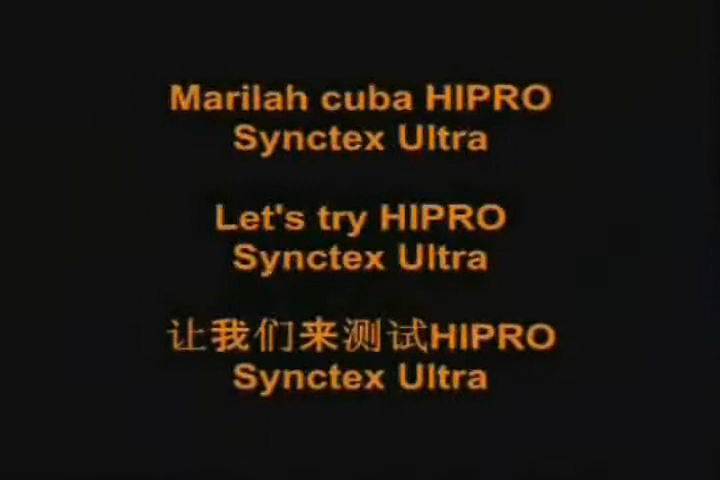 Marilah cuba HIPRO
Synctex Ultra
Let's try HIPRO
Synctex Ultra
让我们来测试HIPRO
Synctex Ultra